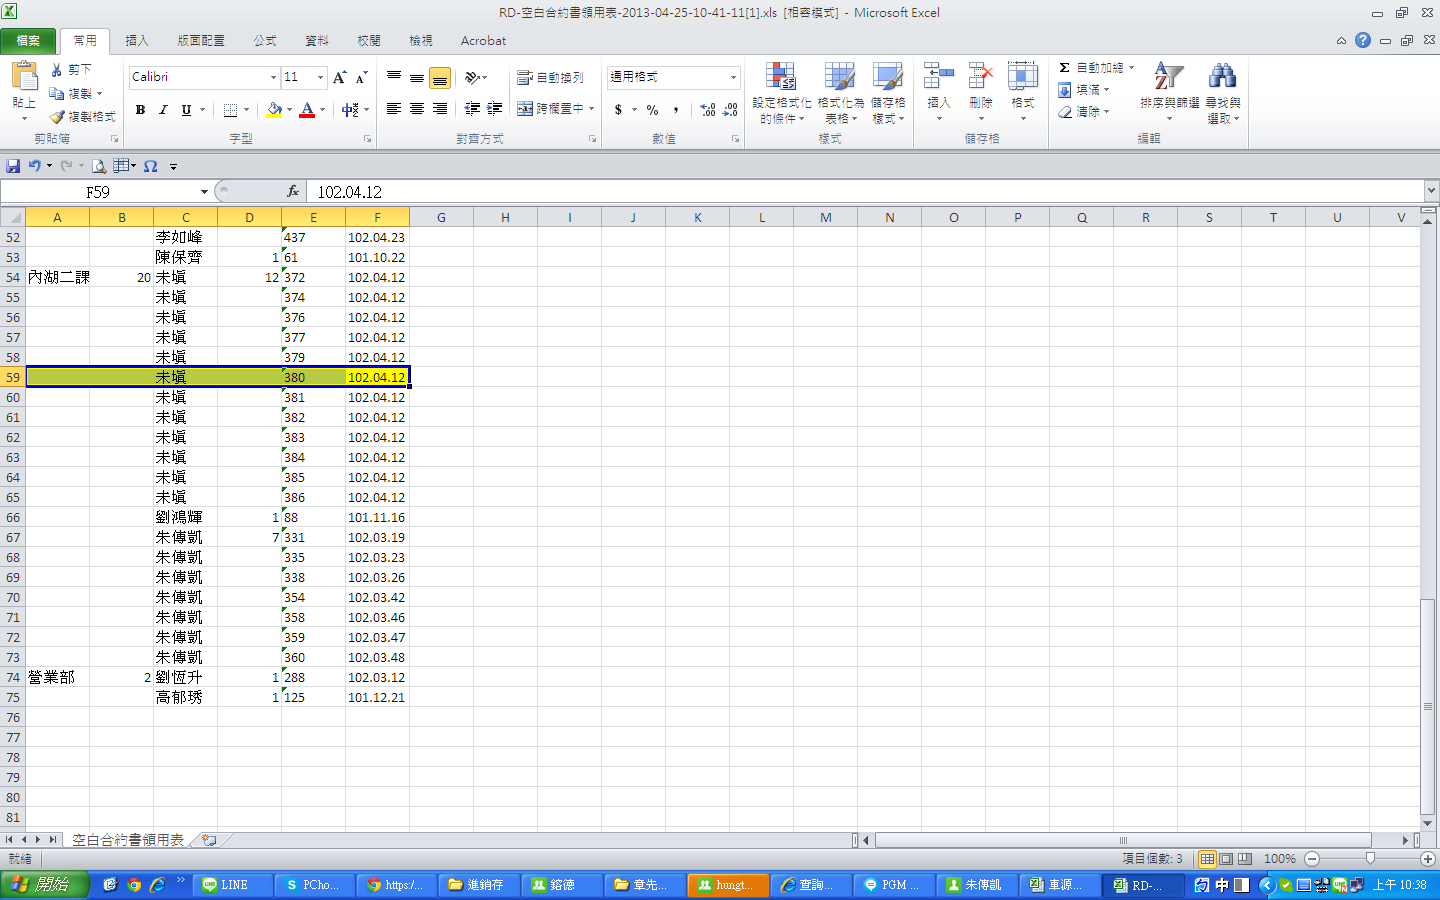 RD-空白合約書領用表-2013-04-25-10-41-11[1].xls [相容模式] - Microsoft Excel
檔案 常用 插入 版面配置 公式 資料 校閱 檢視 Acrobat
貼上 剪下 複製 複製格式 剪貼簿
Calibri 11 字型
自動換列 跨欄置中 對齊方式
通用格式 數值
設定格式化的條件 格式化為表格 儲存格樣式 樣式
插入 刪除 格式 儲存格
Σ 自動加總 填滿 清除 排序與篩選 尋找與選取 編輯
F59 fx 102.04.12
A B C D E F G H I J K L M N O P Q R S T U V
52 李如峰 437 102.04.23
53 陳保齊 1 61 101.10.22
54 內湖二課 20 未填 12 372 102.04.12
55 未填 374 102.04.12
56 未填 376 102.04.12
57 未填 377 102.04.12
58 未填 379 102.04.12
59 未填 380 102.04.12
60 未填 381 102.04.12
61 未填 382 102.04.12
62 未填 383 102.04.12
63 未填 384 102.04.12
64 未填 385 102.04.12
65 未填 386 102.04.12
66 劉鴻輝 1 88 101.11.16
67 朱傳凱 7 331 102.03.19
68 朱傳凱 335 102.03.23
69 朱傳凱 338 102.03.26
70 朱傳凱 354 102.03.42
71 朱傳凱 358 102.03.46
72 朱傳凱 359 102.03.47
73 朱傳凱 360 102.03.48
74 營業部 2 劉恆升 1 288 102.03.12
75 高郁琇 1 125 101.12.21
76
77
78
79
80
81
空白合約書領用表
就緒 項目個數: 3 100%
開始 LINE PCho... https:/... 進銷存 鎔德 章先... hungt... 查詢... PGM ... 朱傳凱 車源... RD-... 中 上午 10:38